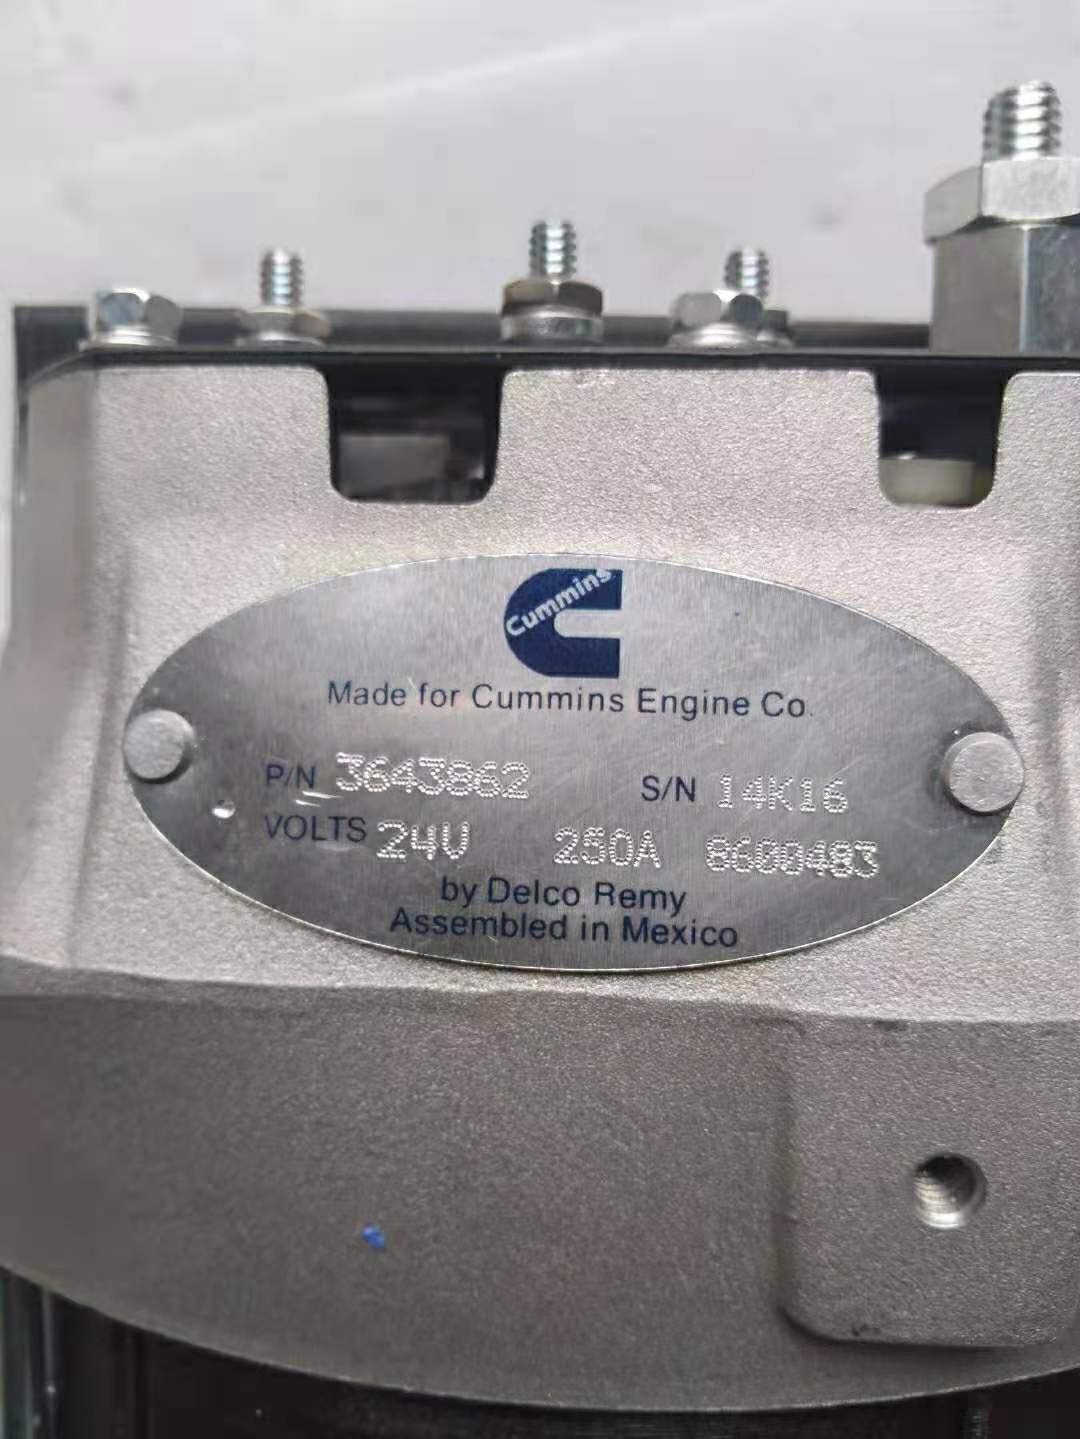 Cummins
Made for Cummins Engine Co.
P/N 3643862 S/N 14K16
VOLTS 24V 250A 8600483
by Delco Remy
Assembled in Mexico